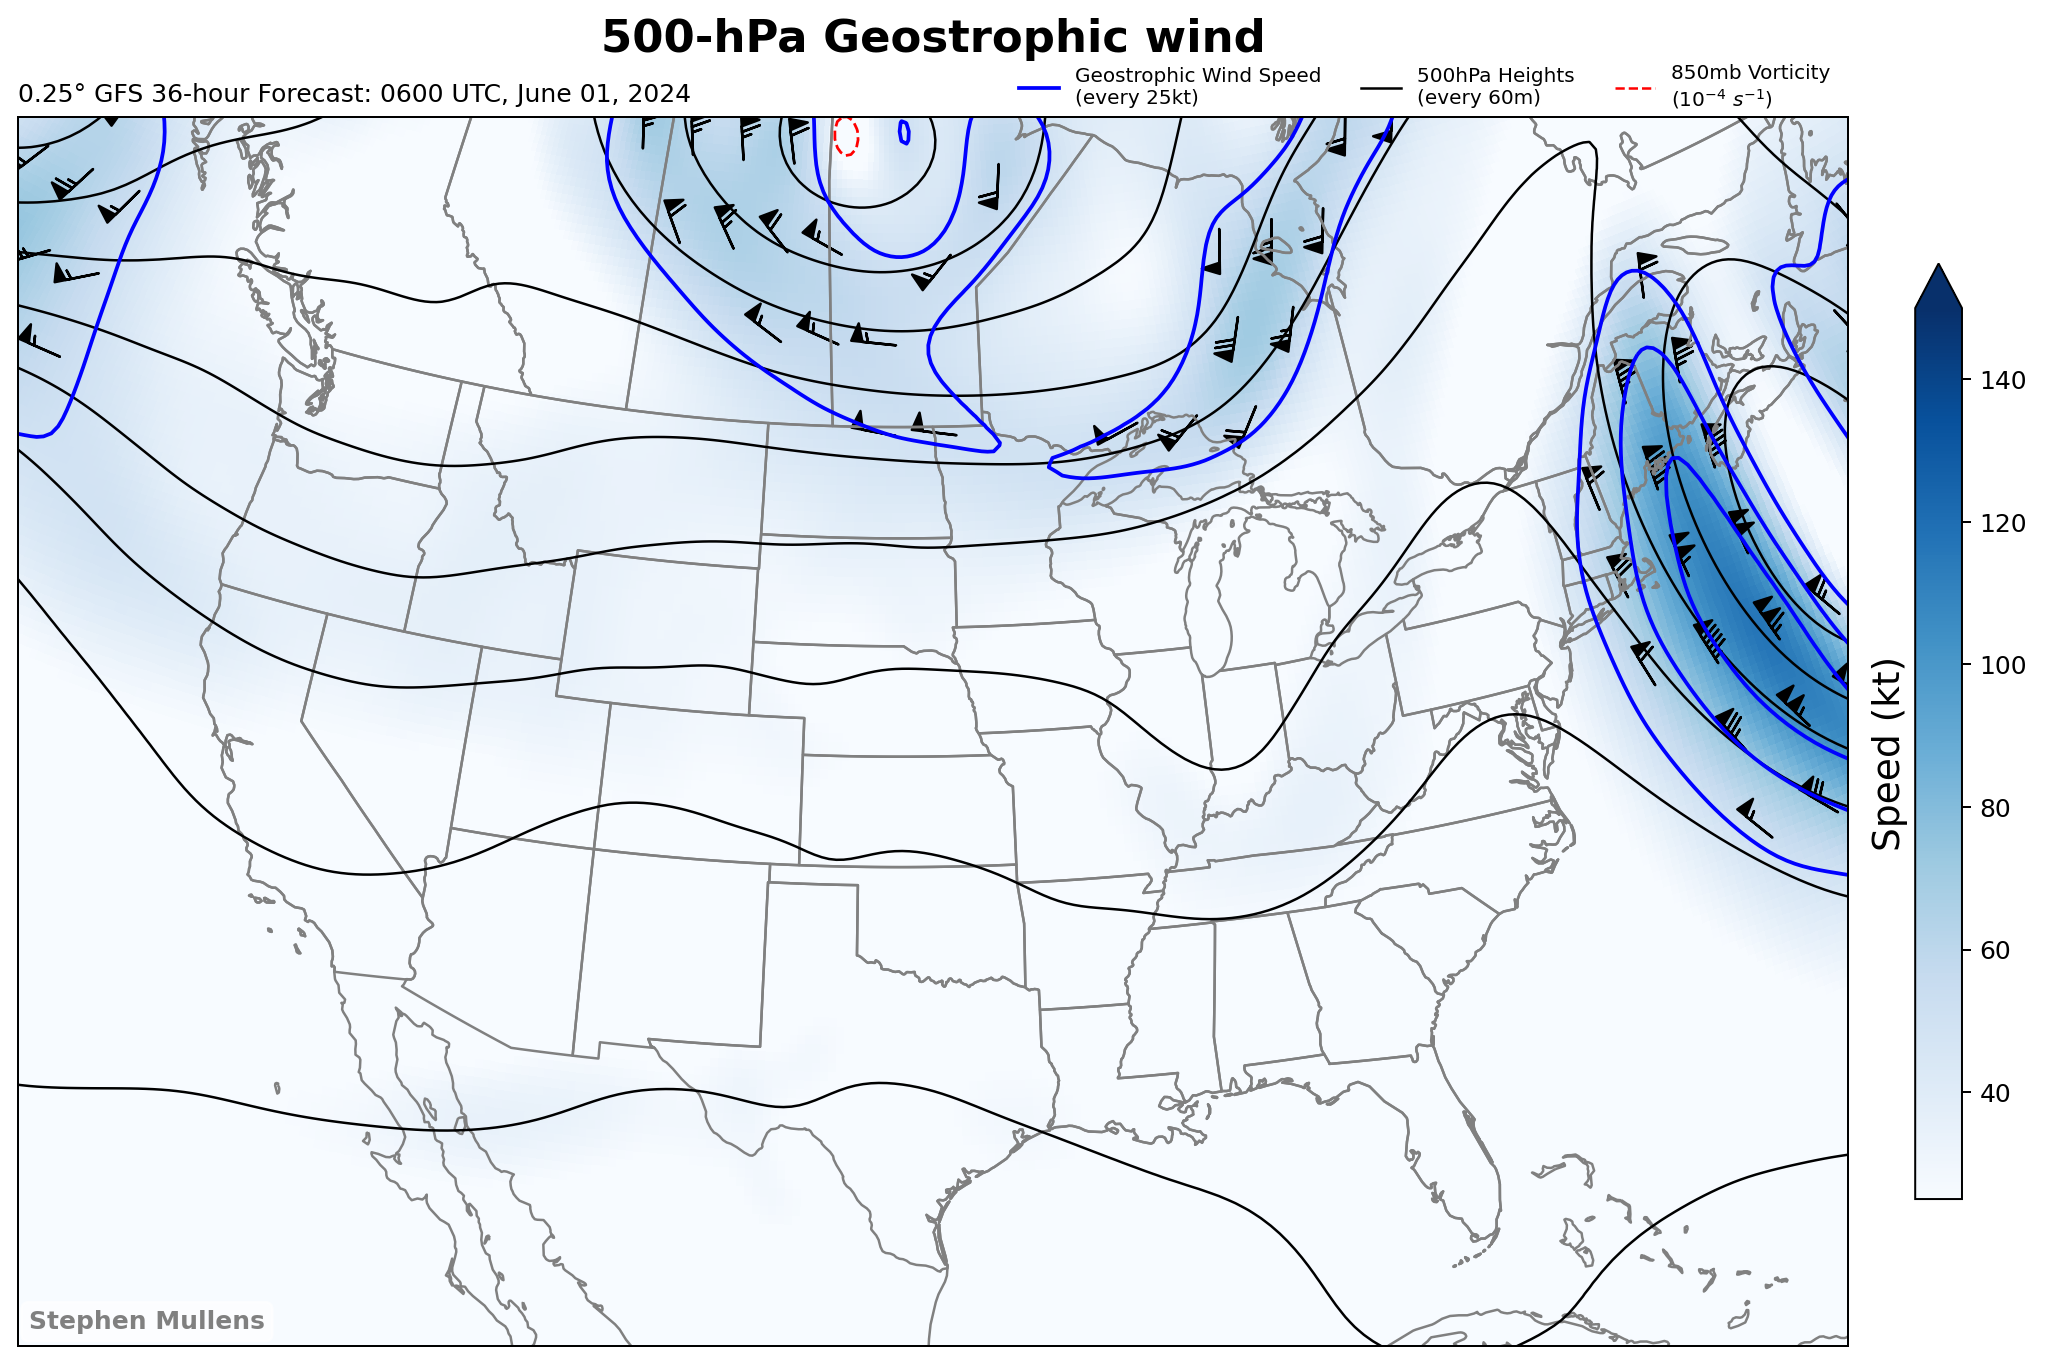 500-hPa Geostrophic wind
0.25° GFS 36-hour Forecast: 0600 UTC, June 01, 2024
Geostrophic Wind Speed
(every 25kt)
500hPa Heights
(every 60m)
850mb Vorticity
(10⁻⁴ s⁻¹)
140
120
100
80
60
40
Speed (kt)
Stephen Mullens